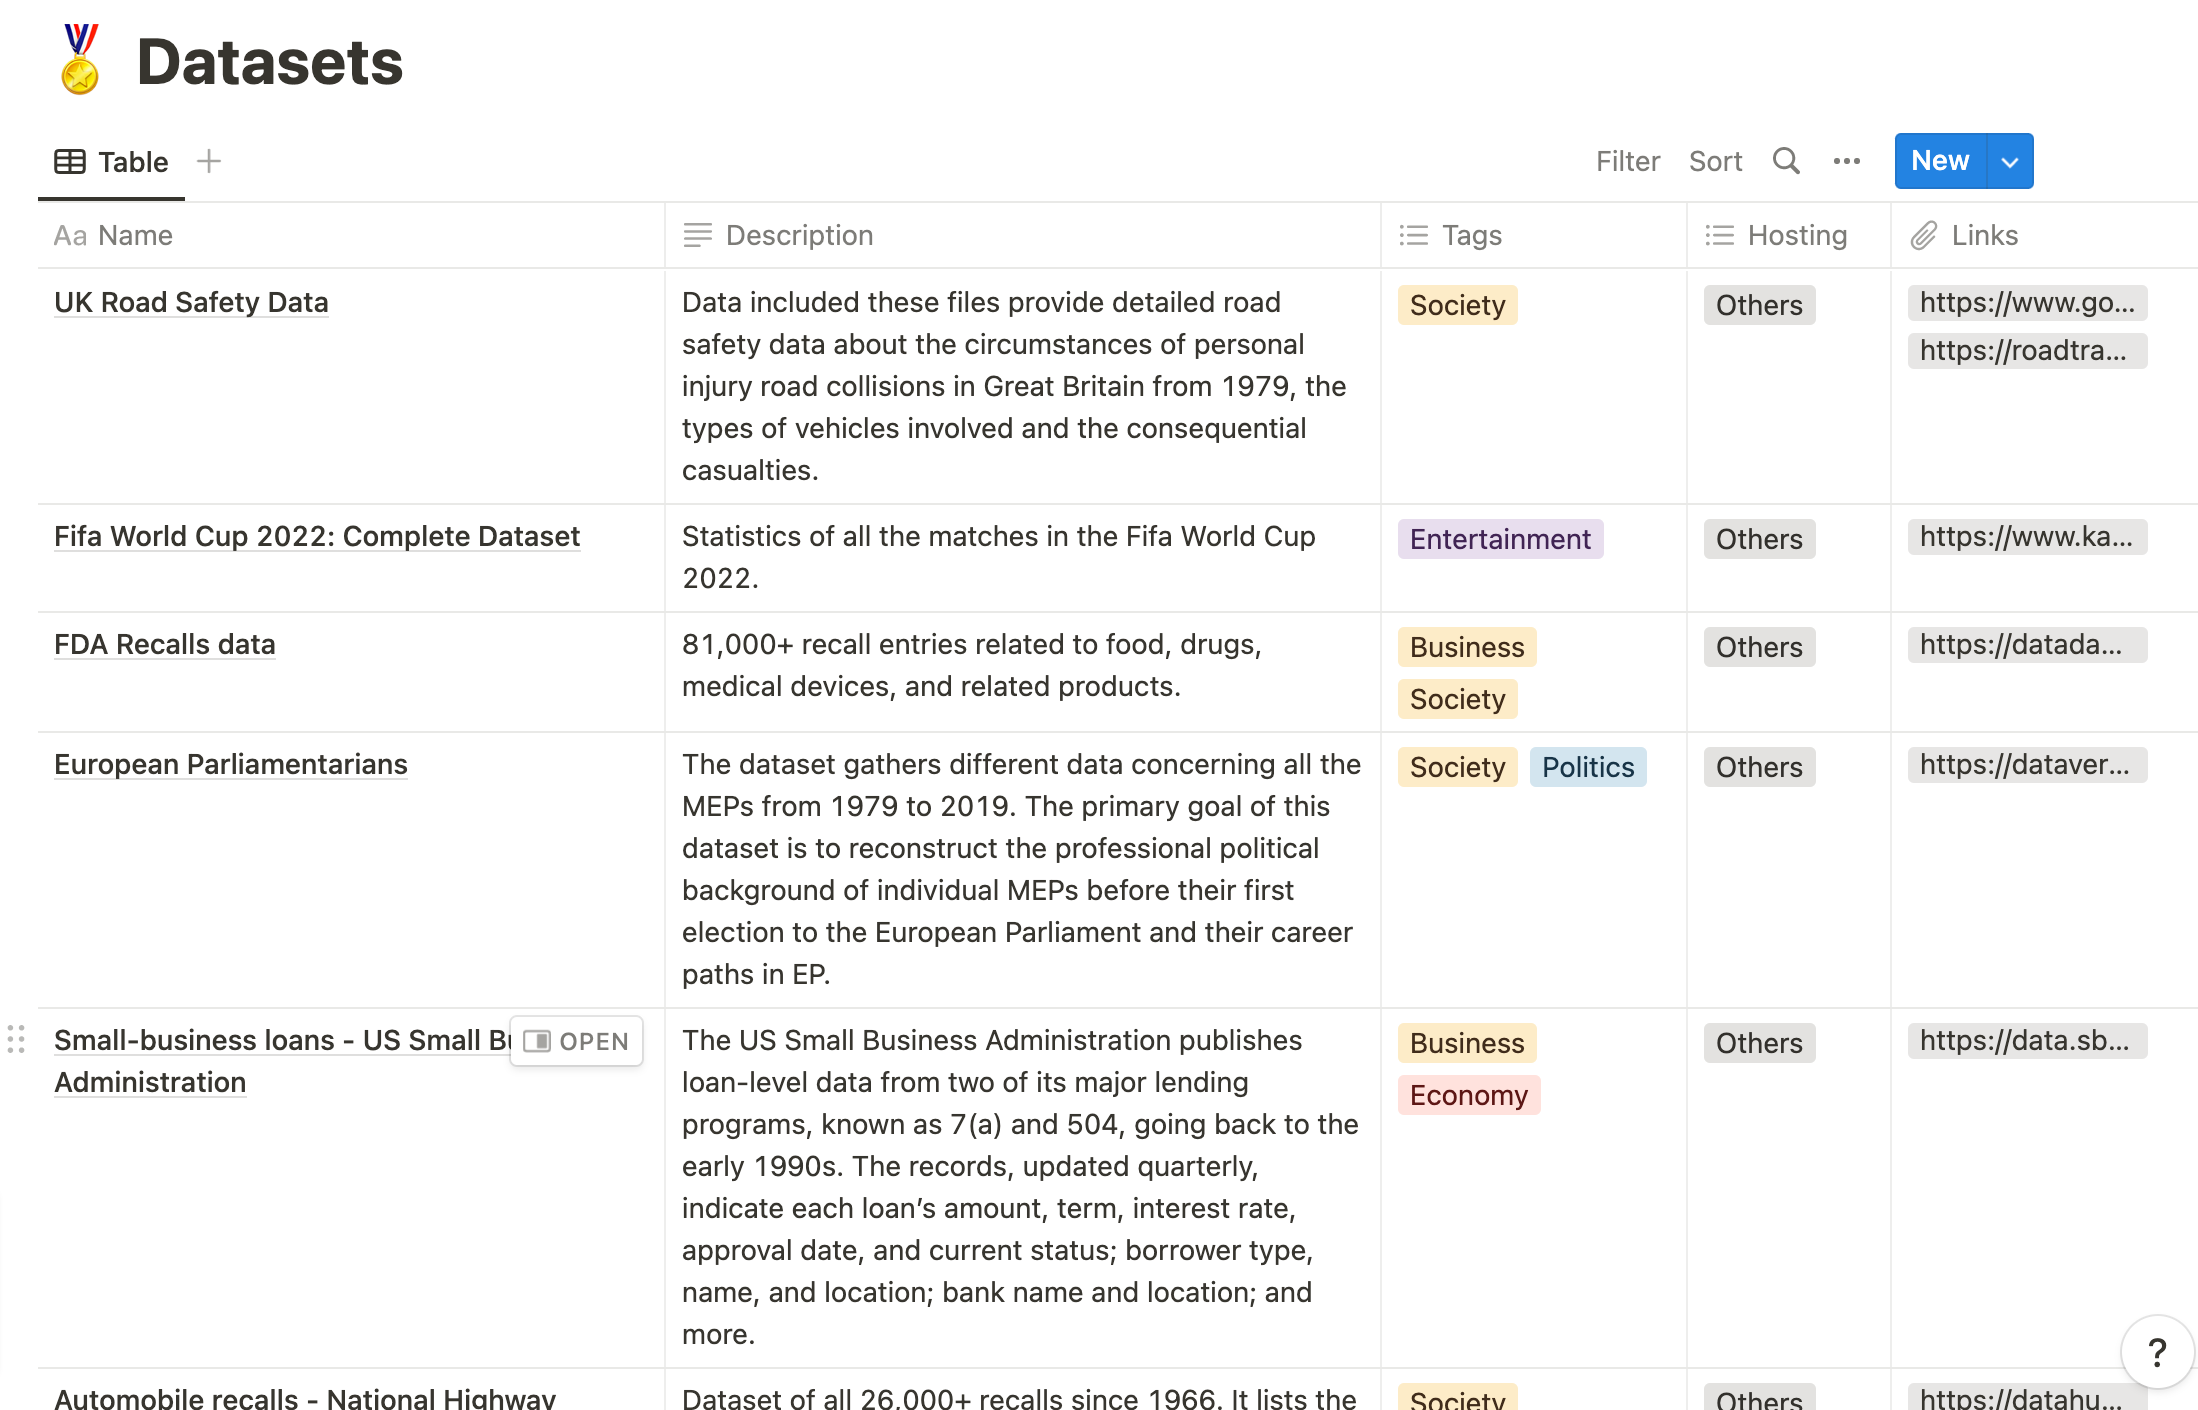 Datasets
Table
Filter Sort New
Aa Name Description Tags Hosting Links
UK Road Safety Data
Data included these files provide detailed road
safety data about the circumstances of personal
injury road collisions in Great Britain from 1979, the
types of vehicles involved and the consequential
casualties.
Society
Others
https://www.go...
https://roadtra...
Fifa World Cup 2022: Complete Dataset
Statistics of all the matches in the Fifa World Cup
2022.
Entertainment
Others
https://www.ka...
FDA Recalls data
81,000+ recall entries related to food, drugs,
medical devices, and related products.
Business
Society
Others
https://datada...
European Parliamentarians
The dataset gathers different data concerning all the
MEPs from 1979 to 2019. The primary goal of this
dataset is to reconstruct the professional political
background of individual MEPs before their first
election to the European Parliament and their career
paths in EP.
Society Politics
Others
https://dataver...
Small-business loans - US Small
OPEN
Administration
The US Small Business Administration publishes
loan-level data from two of its major lending
programs, known as 7(a) and 504, going back to the
early 1990s. The records, updated quarterly,
indicate each loan’s amount, term, interest rate,
approval date, and current status; borrower type,
name, and location; bank name and location; and
more.
Business
Economy
Others
https://data.sb...
?
Automobile recalls - National Highway
Dataset of all 26,000+ recalls since 1966. It lists the
Society
Others
https://datahu...